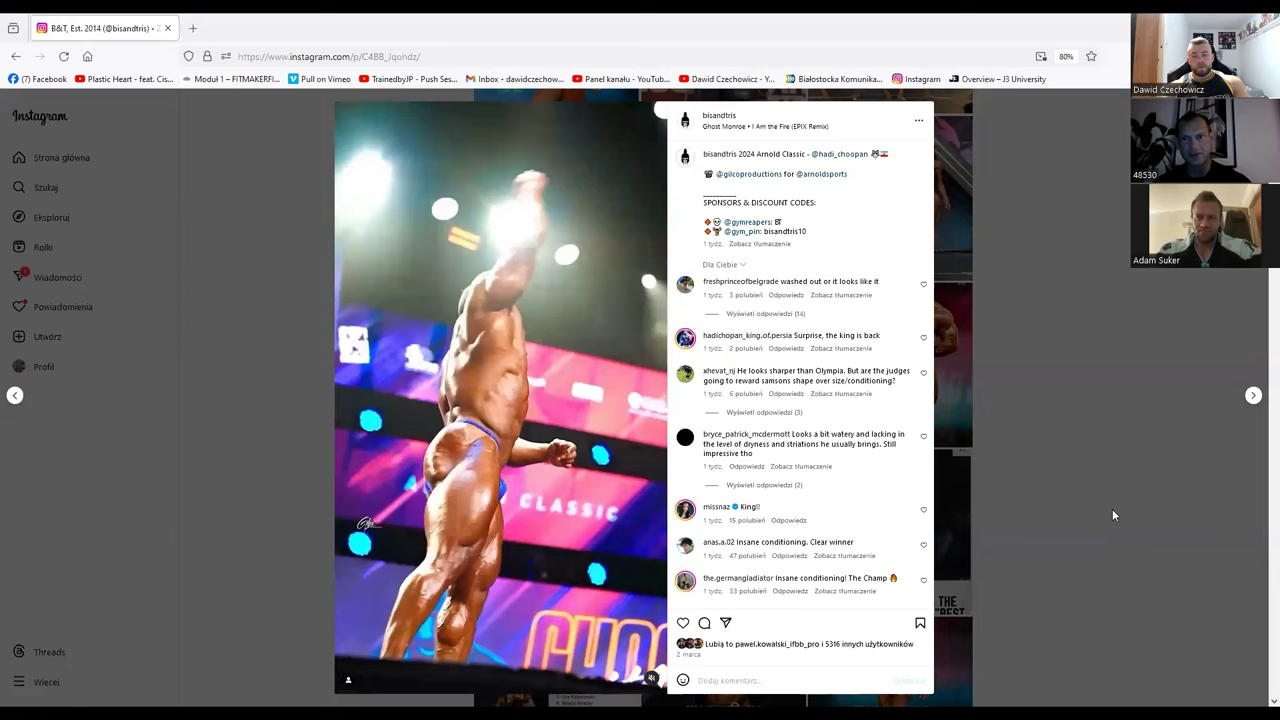 B&T, Est. 2014 (@bisandtris) •
https://www.instagram.com/p/C4BB_Jqohdz/
80%
(2) Facebook
Plastic Heart - feat. Cis...
Moduł 1 – FITMAKERFI...
Pull on Vimeo
TrainedbyJP - Push Ses...
Inbox - dawidczechow...
Panel kanału - YouTub...
Dawid Czechowicz - Y...
Białostocka Komunika...
Instagram
Overview – J3 University
Dawid Czechowicz
48530
Adam Suker
Instagram
Strona główna
Szukaj
Eksploruj
Rolki
Wiadomości
Powiadomienia
Utwórz
Profil
Threads
Więcej
CLASSIC
bisandtris
Ghost Monroe • I Am the Fire (EPIX Remix)
bisandtris 2024 Arnold Classic - @hadi_choopan
@gilcoproductions for @arnoldsports
SPONSORS & DISCOUNT CODES:
@gymreapers: BT
@gym_pin: bisandtris10
1 tydz. Zobacz tłumaczenie
Dla Ciebie
freshprinceofbelgrade washed out or it looks like it
1 tydz. 3 polubień Odpowiedz Zobacz tłumaczenie
Wyświetl odpowiedzi (14)
hadichopan_king.of.persia Surprise, the king is back
1 tydz. 2 polubień Odpowiedz Zobacz tłumaczenie
xhevat_nj He looks sharper than Olympia. But are the judges
going to reward samsons shape over size/conditioning?
1 tydz. 6 polubień Odpowiedz Zobacz tłumaczenie
Wyświetl odpowiedzi (3)
bryce_patrick_mcdermott Looks a bit watery and lacking in
the level of dryness and striations he usually brings. Still
impressive tho
1 tydz. Odpowiedz Zobacz tłumaczenie
Wyświetl odpowiedzi (2)
missnaz King!!
1 tydz. 15 polubień Odpowiedz
anas.a.02 Insane conditioning. Clear winner
1 tydz. 47 polubień Odpowiedz Zobacz tłumaczenie
the.germangladiator Insane conditioning! The Champ
1 tydz. 33 polubień Odpowiedz Zobacz tłumaczenie
Lubią to pawel.kowalski_ifbb_pro i 5316 innych użytkowników
2 marca
Dodaj komentarz...
Opublikuj
THE